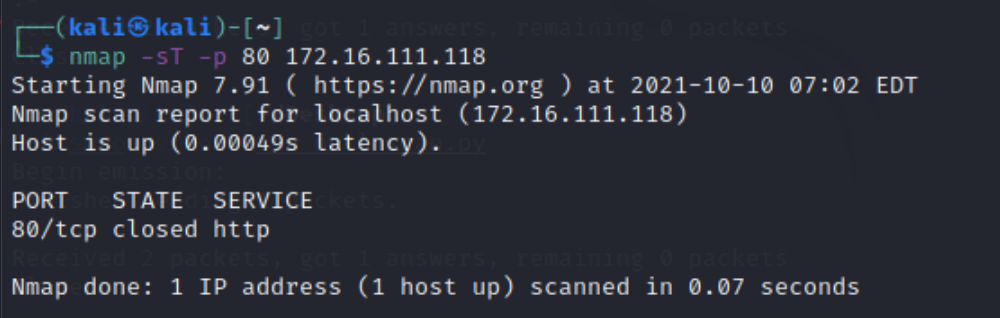 ┌──(kali㉿kali)-[~]
└─$ nmap -sT -p 80 172.16.111.118
Starting Nmap 7.91 ( https://nmap.org ) at 2021-10-10 07:02 EDT
Nmap scan report for localhost (172.16.111.118)
Host is up (0.00049s latency).
PORT   STATE  SERVICE
80/tcp closed http
Nmap done: 1 IP address (1 host up) scanned in 0.07 seconds